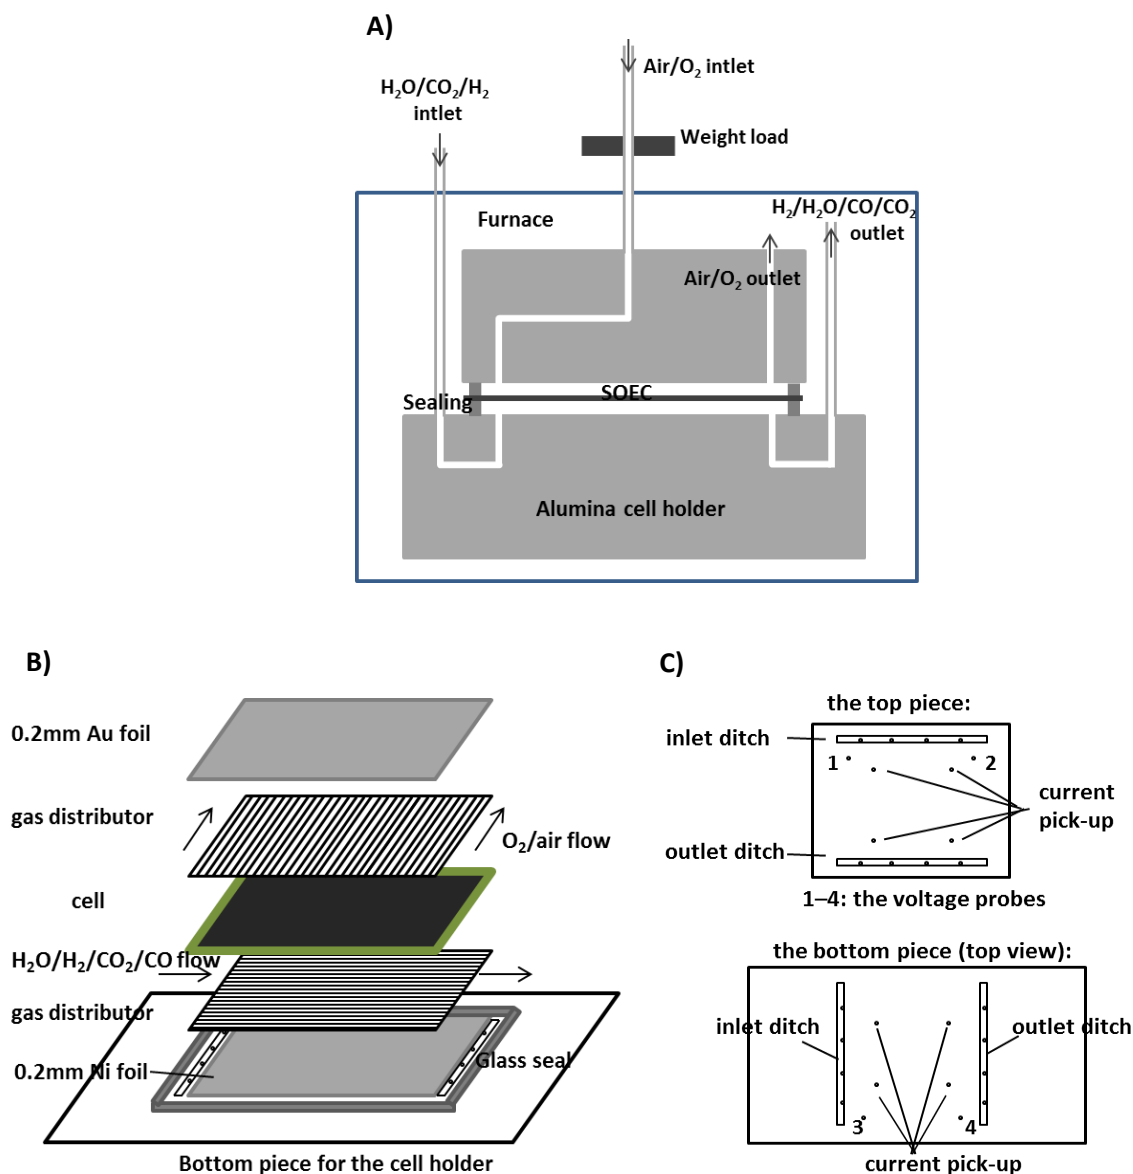 A)
Air/O₂ intlet
H₂O/CO₂/H₂
intlet
Weight load
H₂/H₂O/CO/CO₂
outlet
Furnace
Air/O₂ outlet
SOEC
Sealing
Alumina cell holder
B)
0.2mm Au foil
gas distributor
O₂/air flow
cell
H₂O/H₂/CO₂/CO flow
gas distributor
Glass seal
0.2mm Ni foil
Bottom piece for the cell holder
C)
the top piece:
inlet ditch
1
2
current
pick-up
outlet ditch
1–4: the voltage probes
the bottom piece (top view):
inlet ditch
outlet ditch
3
4
current pick-up